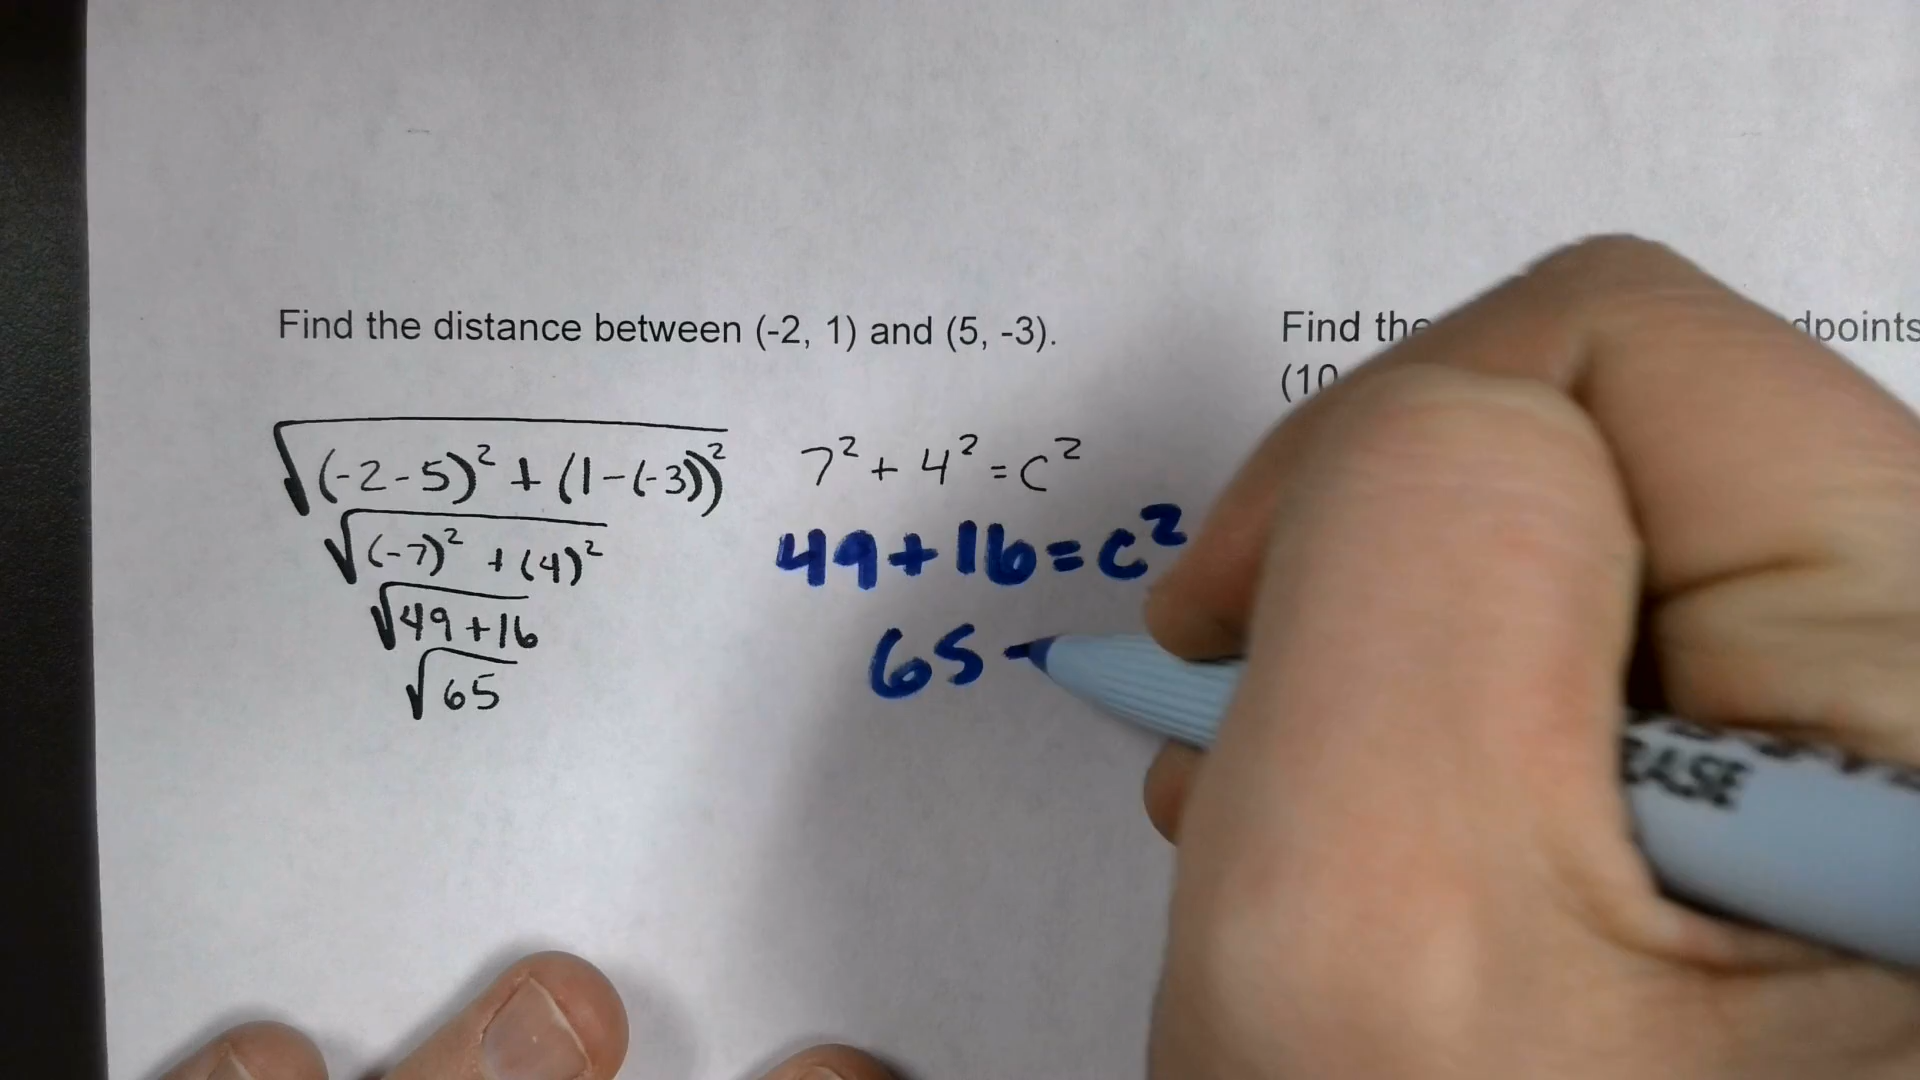 Find the distance between (-2, 1) and (5, -3).
√(-2-5)² + (1-(-3))²
√(-7)² + (4)²
√49+16
√65
7² + 4² = c²
49+16=c²
65 -
Find the
dpoints
(10
EASE